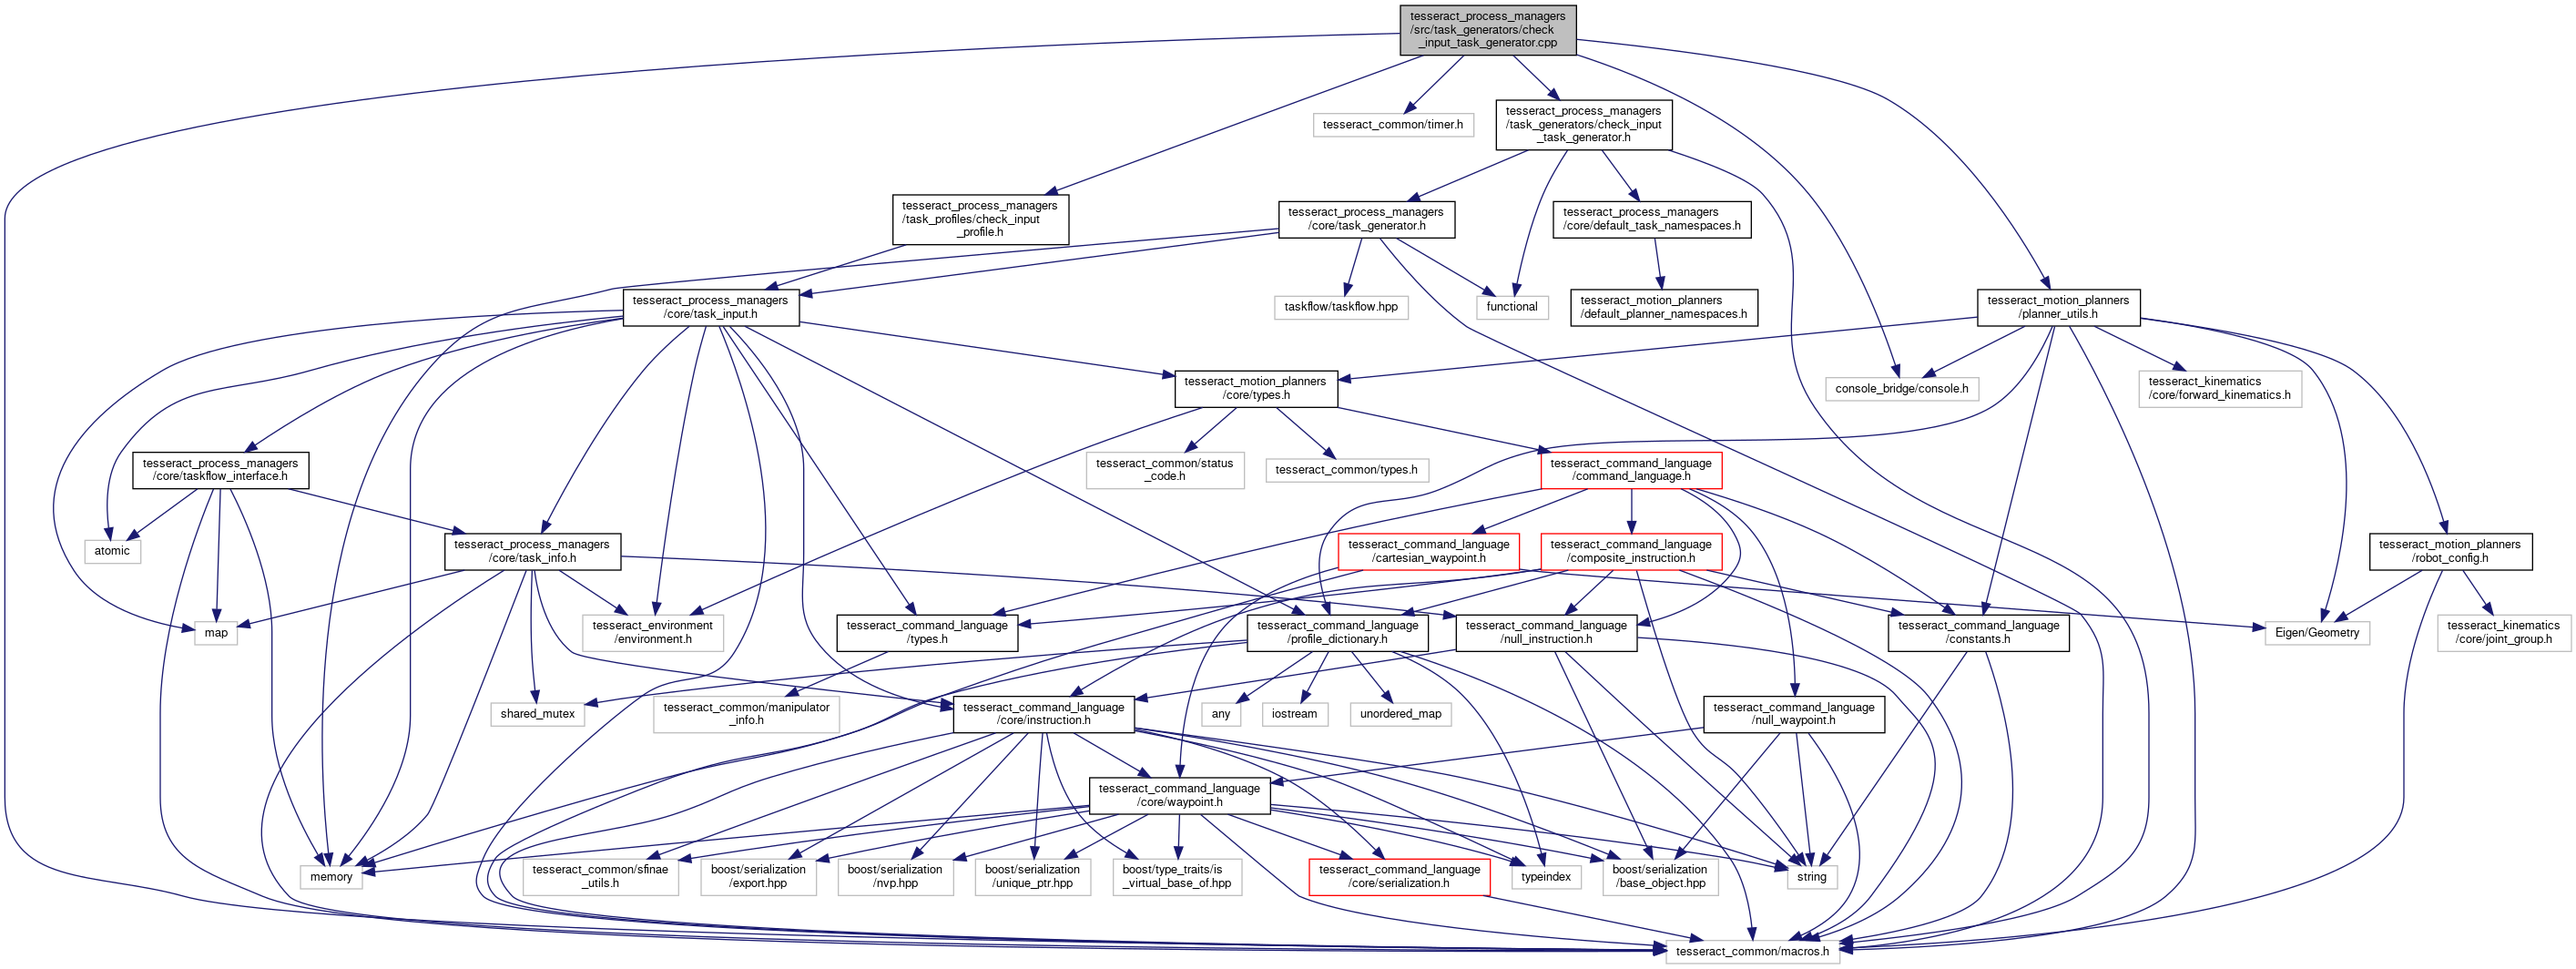 tesseract_process_managers
/src/task_generators/check
_input_task_generator.cpp
tesseract_common/timer.h
tesseract_process_managers
/task_generators/check_input
_task_generator.h
tesseract_process_managers
/task_profiles/check_input
_profile.h
tesseract_process_managers
/core/task_generator.h
tesseract_process_managers
/core/default_task_namespaces.h
tesseract_process_managers
/core/task_input.h
taskflow/taskflow.hpp
functional
tesseract_motion_planners
/default_planner_namespaces.h
tesseract_motion_planners
/planner_utils.h
tesseract_motion_planners
/core/types.h
console_bridge/console.h
tesseract_kinematics
/core/forward_kinematics.h
tesseract_process_managers
/core/taskflow_interface.h
tesseract_common/status
_code.h
tesseract_common/types.h
tesseract_command_language
/command_language.h
atomic
tesseract_process_managers
/core/task_info.h
tesseract_command_language
/cartesian_waypoint.h
tesseract_command_language
/composite_instruction.h
tesseract_motion_planners
/robot_config.h
map
tesseract_environment
/environment.h
tesseract_command_language
/types.h
tesseract_command_language
/profile_dictionary.h
tesseract_command_language
/null_instruction.h
tesseract_command_language
/constants.h
Eigen/Geometry
tesseract_kinematics
/core/joint_group.h
shared_mutex
tesseract_common/manipulator
_info.h
tesseract_command_language
/core/instruction.h
any
iostream
unordered_map
tesseract_command_language
/null_waypoint.h
tesseract_command_language
/core/waypoint.h
memory
tesseract_common/sfinae
_utils.h
boost/serialization
/export.hpp
boost/serialization
/nvp.hpp
boost/serialization
/unique_ptr.hpp
boost/type_traits/is
_virtual_base_of.hpp
tesseract_command_language
/core/serialization.h
typeindex
boost/serialization
/base_object.hpp
string
tesseract_common/macros.h